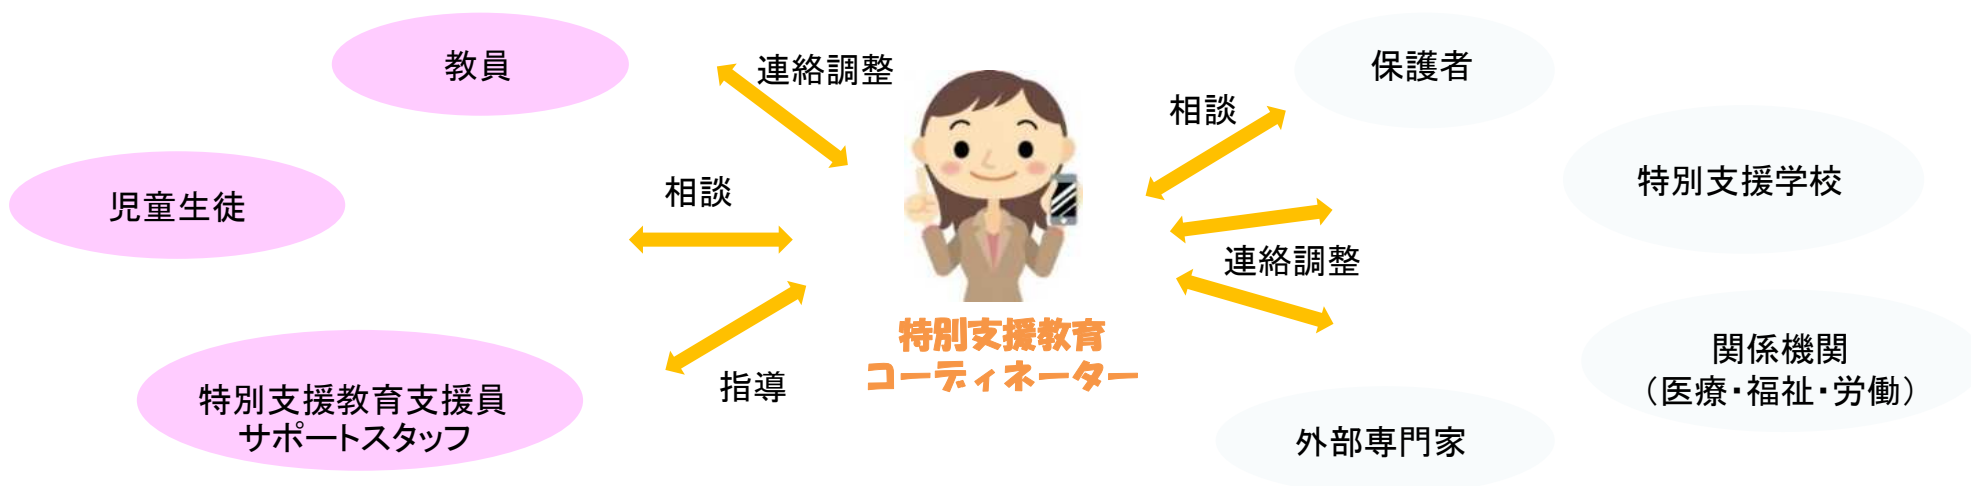 教員
連絡調整
保護者
相談
特別支援学校
児童生徒
相談
連絡調整
特別支援教育
コーディネーター
関係機関
（医療・福祉・労働）
指導
特別支援教育支援員
サポートスタッフ
外部専門家